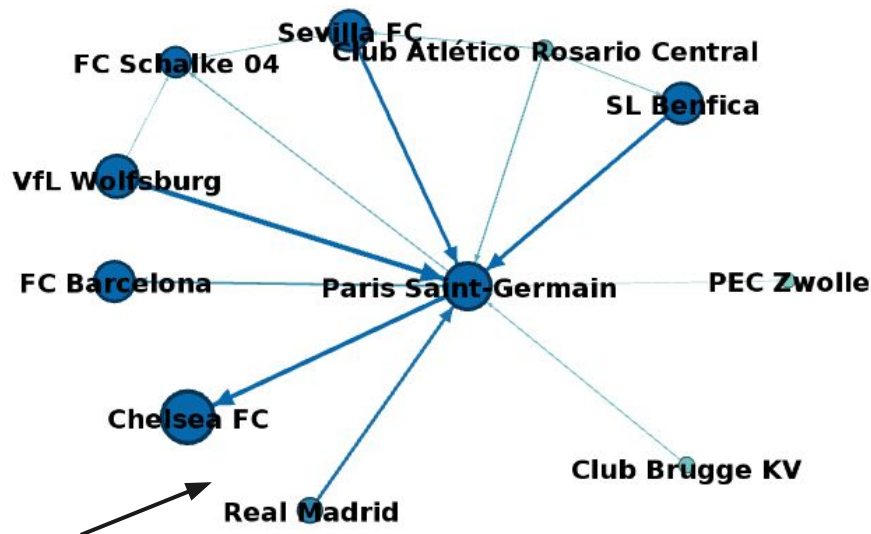 Sevilla FC
Club Atlético Rosario Central
FC Schalke 04
SL Benfica
VfL Wolfsburg
FC Barcelona
Paris Saint-Germain
PEC Zwolle
Chelsea FC
Club Brugge KV
Real Madrid